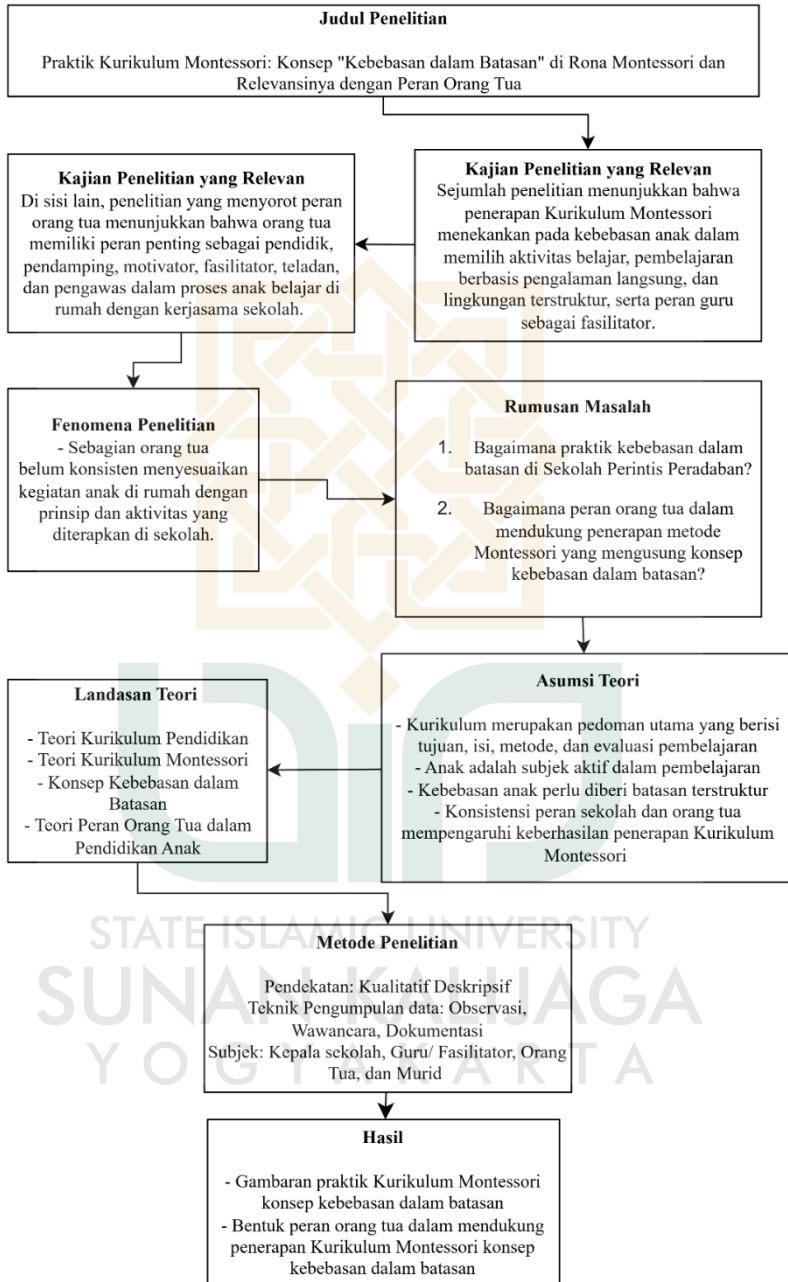 Judul Penelitian
Praktik Kurikulum Montessori: Konsep "Kebebasan dalam Batasan" di Rona Montessori dan
Relevansinya dengan Peran Orang Tua
Kajian Penelitian yang Relevan
Sejumlah penelitian menunjukkan bahwa
penerapan Kurikulum Montessori
menekankan pada kebebasan anak dalam
memilih aktivitas belajar, pembelajaran
berbasis pengalaman langsung, dan
lingkungan terstruktur, serta peran guru
sebagai fasilitator.
Kajian Penelitian yang Relevan
Di sisi lain, penelitian yang menyorot peran
orang tua menunjukkan bahwa orang tua
memiliki peran penting sebagai pendidik,
pendamping, motivator, fasilitator, teladan,
dan pengawas dalam proses anak belajar di
rumah dengan kerjasama sekolah.
Fenomena Penelitian
- Sebagian orang tua
belum konsisten menyesuaikan
kegiatan anak di rumah dengan
prinsip dan aktivitas yang
diterapkan di sekolah.
Rumusan Masalah
1. Bagaimana praktik kebebasan dalam
batasan di Sekolah Perintis Peradaban?
2. Bagaimana peran orang tua dalam
mendukung penerapan metode
Montessori yang mengusung konsep
kebebasan dalam batasan?
Asumsi Teori
- Kurikulum merupakan pedoman utama yang berisi
tujuan, isi, metode, dan evaluasi pembelajaran
- Anak adalah subjek aktif dalam pembelajaran
- Kebebasan anak perlu diberi batasan terstruktur
- Konsistensi peran sekolah dan orang tua
mempengaruhi keberhasilan penerapan Kurikulum
Montessori
Landasan Teori
- Teori Kurikulum Pendidikan
- Teori Kurikulum Montessori
- Konsep Kebebasan dalam
Batasan
- Teori Peran Orang Tua dalam
Pendidikan Anak
STATE ISLAMIC UNIVERSITY
SUNAN KALIJAGA
YOGYAKARTA
Metode Penelitian
Pendekatan: Kualitatif Deskripsif
Teknik Pengumpulan data: Observasi,
Wawancara, Dokumentasi
Subjek: Kepala sekolah, Guru/ Fasilitator, Orang
Tua, dan Murid
Hasil
- Gambaran praktik Kurikulum Montessori
konsep kebebasan dalam batasan
- Bentuk peran orang tua dalam mendukung
penerapan Kurikulum Montessori konsep
kebebasan dalam batasan